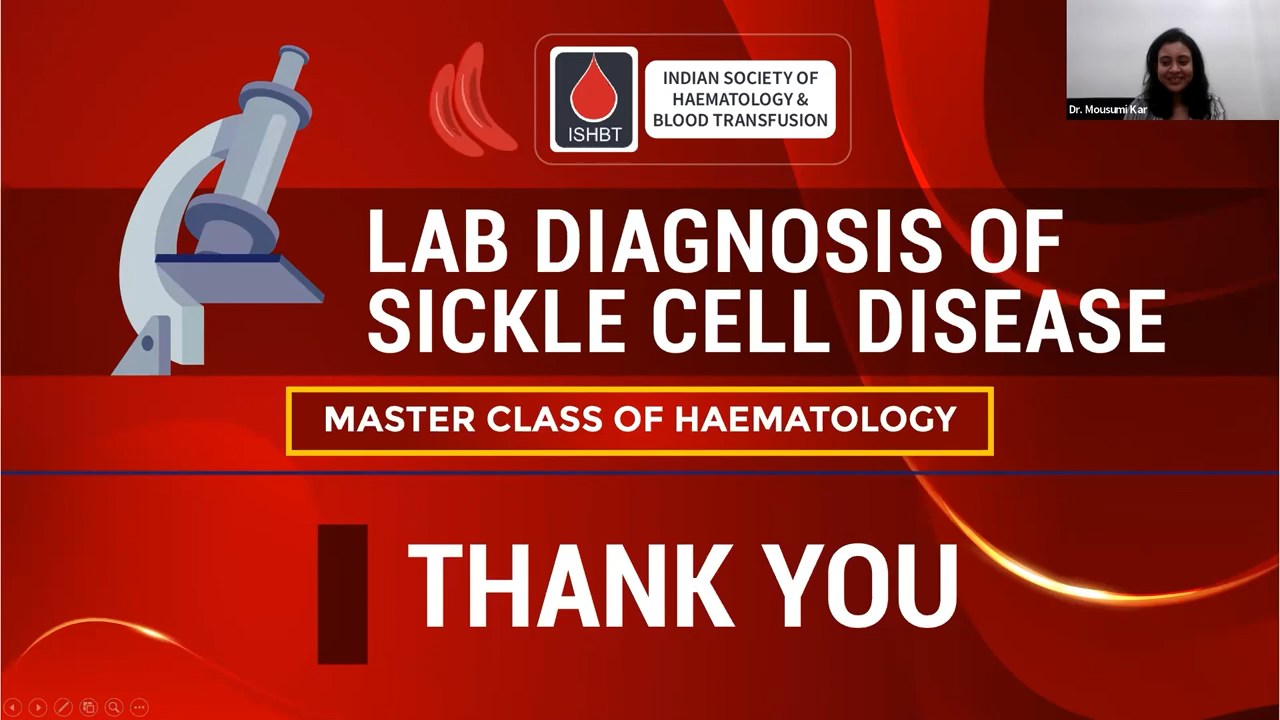 ISHBT
INDIAN SOCIETY OF
HAEMATOLOGY &
BLOOD TRANSFUSION
Dr. Mousumi Kar
LAB DIAGNOSIS OF
SICKLE CELL DISEASE
MASTER CLASS OF HAEMATOLOGY
THANK YOU